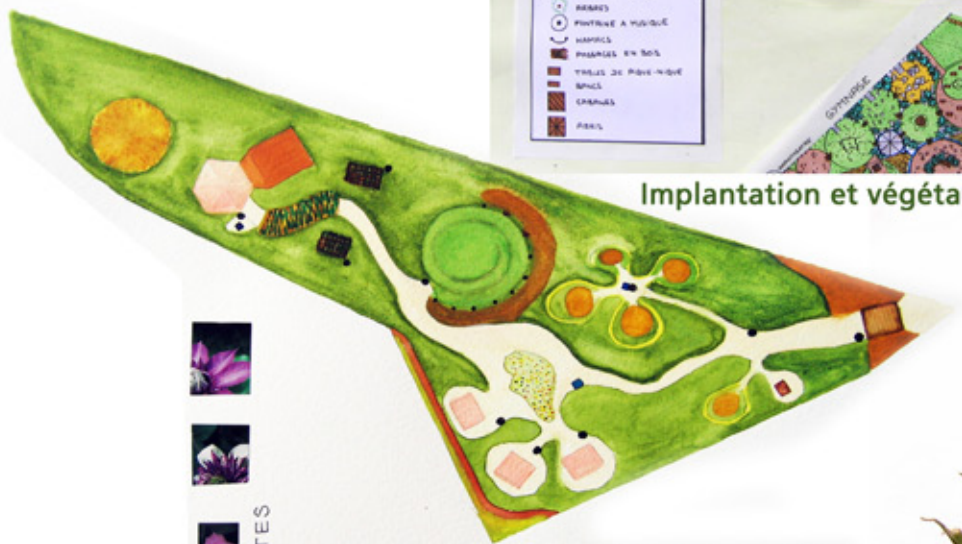 ARBRES
FONTAINE A MUSIQUE
HAMACS
PASSAGES EN BOIS
TABLES DE PIQUE-NIQUE
BANCS
CABANES
ABRIS
GYMNASE
Implantation et végéta
TES